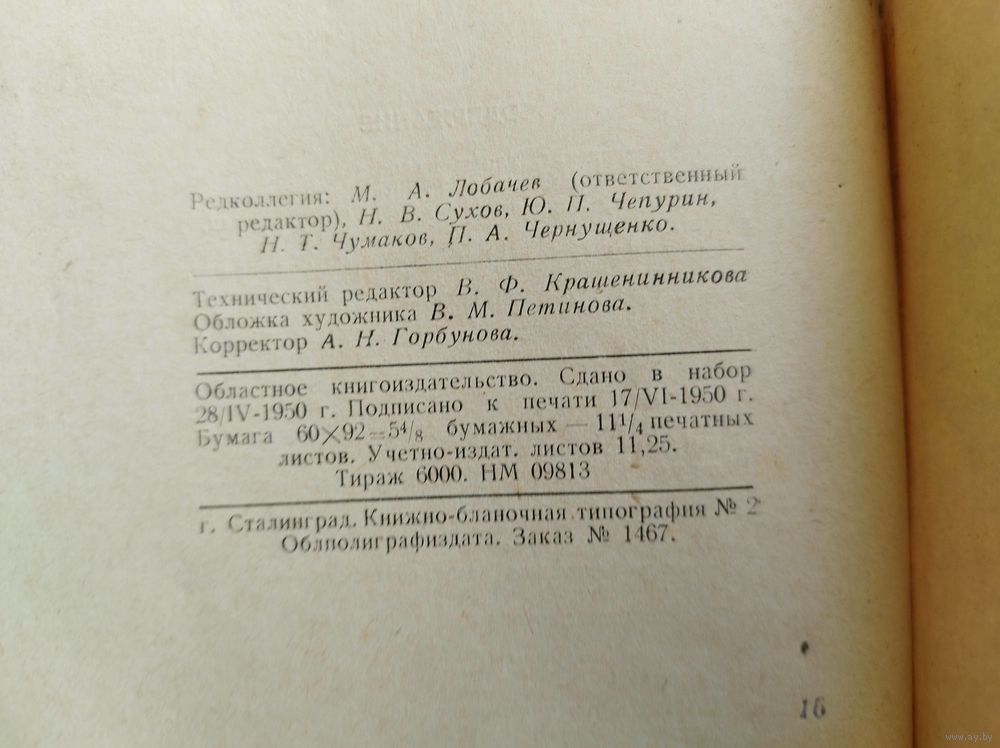 Редколлегия: М. А. Лобачев (ответственный
редактор), Н. В. Сухов, Ю. П. Чепурин,
Н. Т. Чумаков, П. А. Чернущенко.
Технический редактор В. Ф. Крашенинникова
Обложка художника В. М. Петинова.
Корректор А. Н. Горбунова.
Областное книгоиздательство. Сдано в набор
28/IV-1950 г. Подписано к печати 17/VI-1950 г.
Бумага 60×92=5⁴/₈ бумажных — 11¹/₄ печатных
листов. Учетно-издат. листов 11,25.
Тираж 6000. НМ 09813
г. Сталинград. Книжно-бланочная типография № 2
Облполиграфиздата. Заказ № 1467.
16
www.ay.by